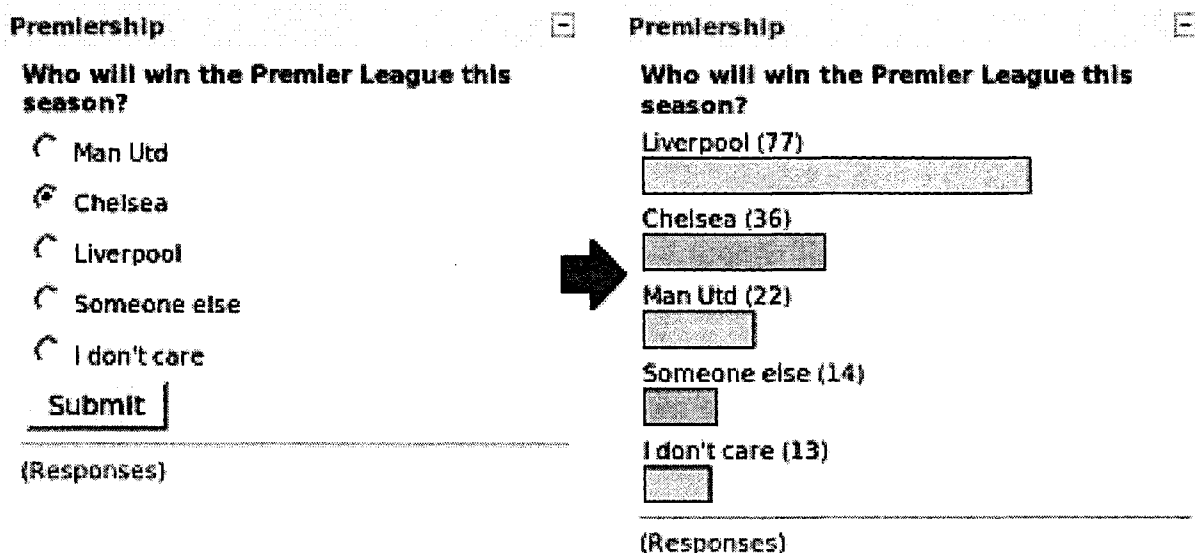 Premiership
Who will win the Premier League this
season?
Man Utd
Chelsea
Liverpool
Someone else
I don't care
Submit
(Responses)
Premiership
Who will win the Premier League this
season?
Liverpool (77)
Chelsea (36)
Man Utd (22)
Someone else (14)
I don't care (13)
(Responses)